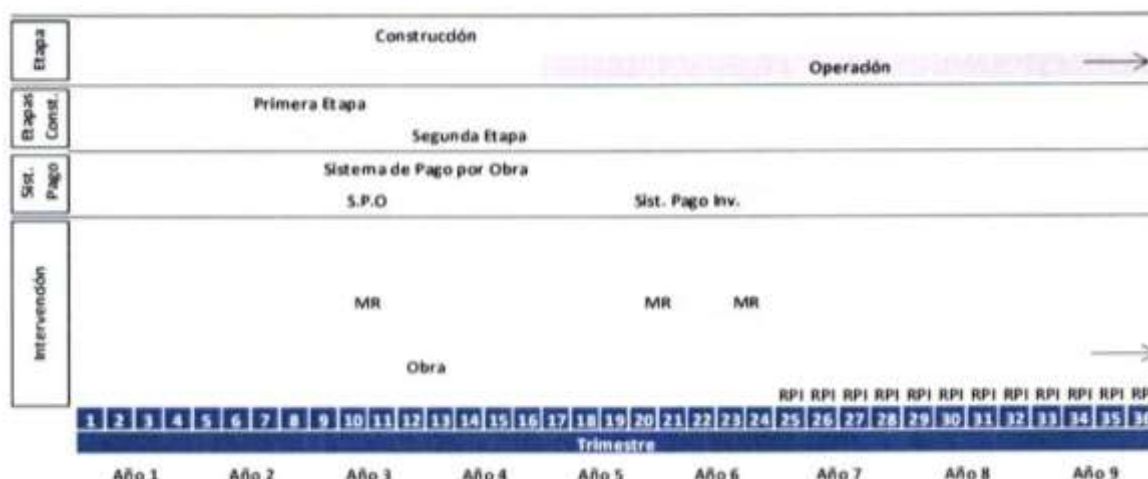 Etapa
Construcción
Operación
Etapas Const.
Primera Etapa
Segunda Etapa
Sist. Pago
Sistema de Pago por Obra
S.P.O
Sist. Pago Inv.
Intervención
MR MR MR
Obra
RPI RPI RPI RPI RPI RPI RPI RPI RPI RPI RPI RP
1 2 3 4 5 6 7 8 9 10 11 12 13 14 15 16 17 18 19 20 21 22 23 24 25 26 27 28 29 30 31 32 33 34 35 36
Trimestre
Año 1 Año 2 Año 3 Año 4 Año 5 Año 6 Año 7 Año 8 Año 9